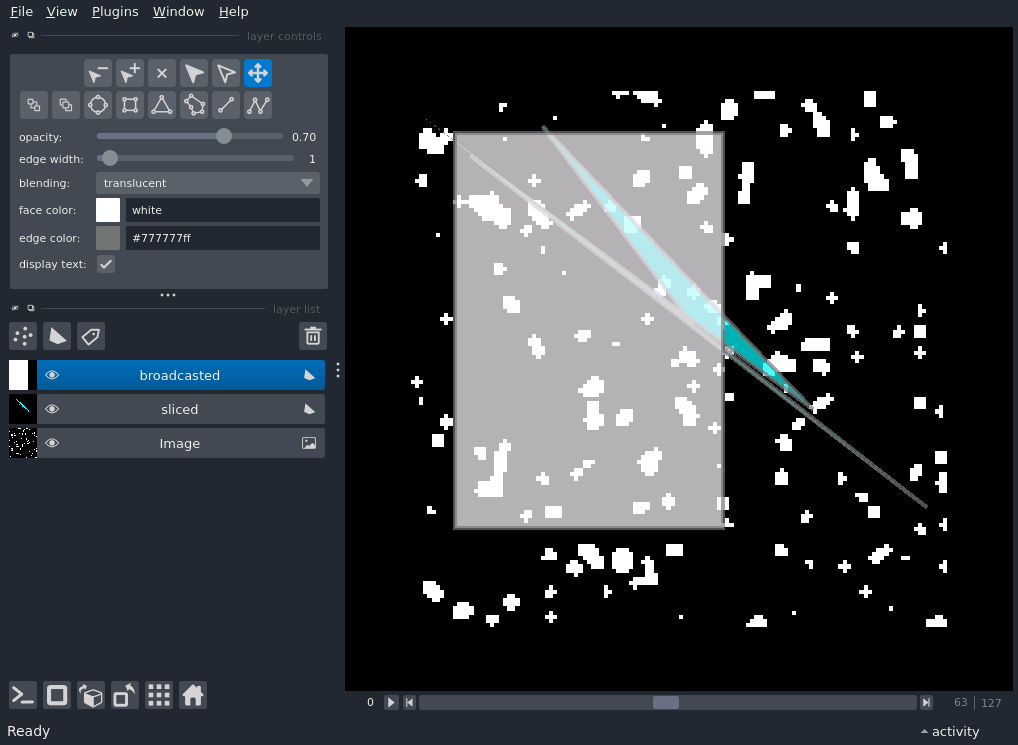 File View Plugins Window Help
layer controls
opacity: 0.70
edge width: 1
blending: translucent
face color: white
edge color: #777777ff
display text:
layer list
broadcasted
sliced
Image
0 63 127
Ready activity